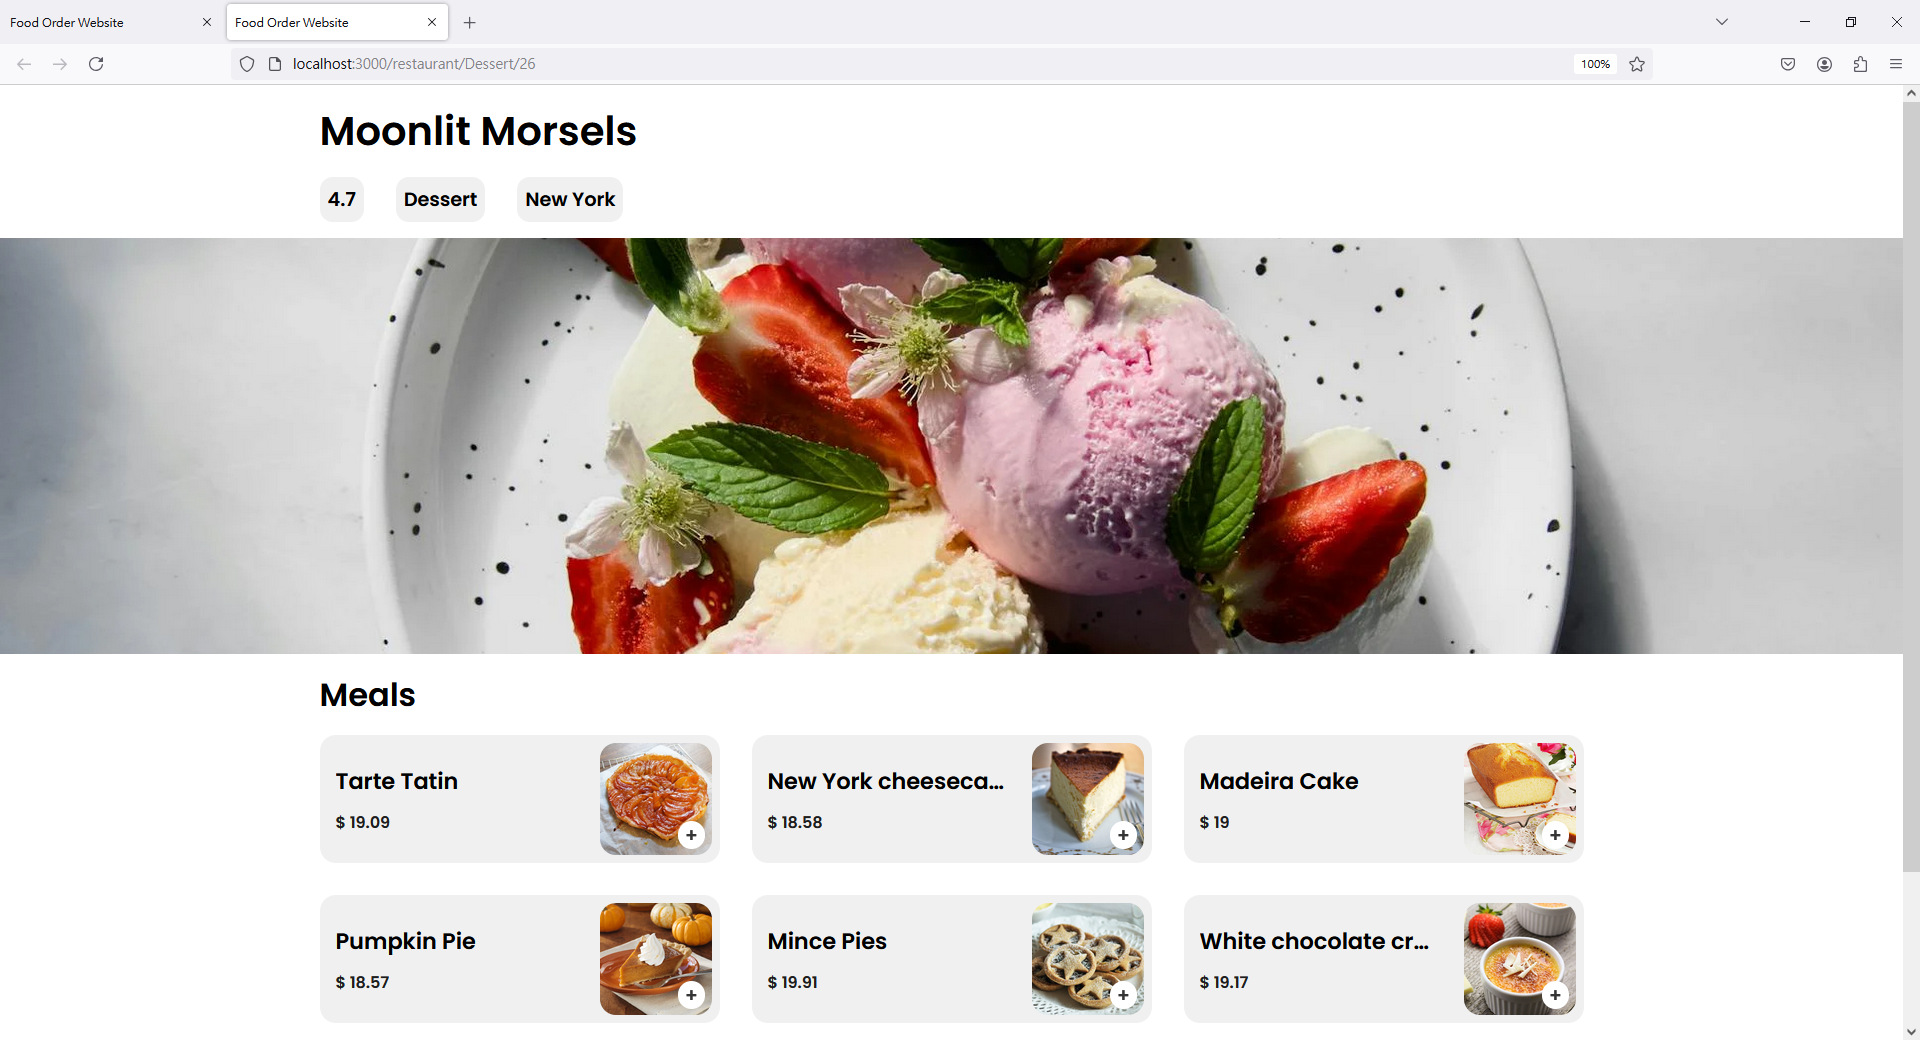 Food Order Website
Food Order Website
localhost:3000/restaurant/Dessert/26
100%
Moonlit Morsels
4.7
Dessert
New York
Meals
Tarte Tatin
$ 19.09
+
New York cheeseca...
$ 18.58
+
Madeira Cake
$ 19
+
Pumpkin Pie
$ 18.57
+
Mince Pies
$ 19.91
+
White chocolate cr...
$ 19.17
+